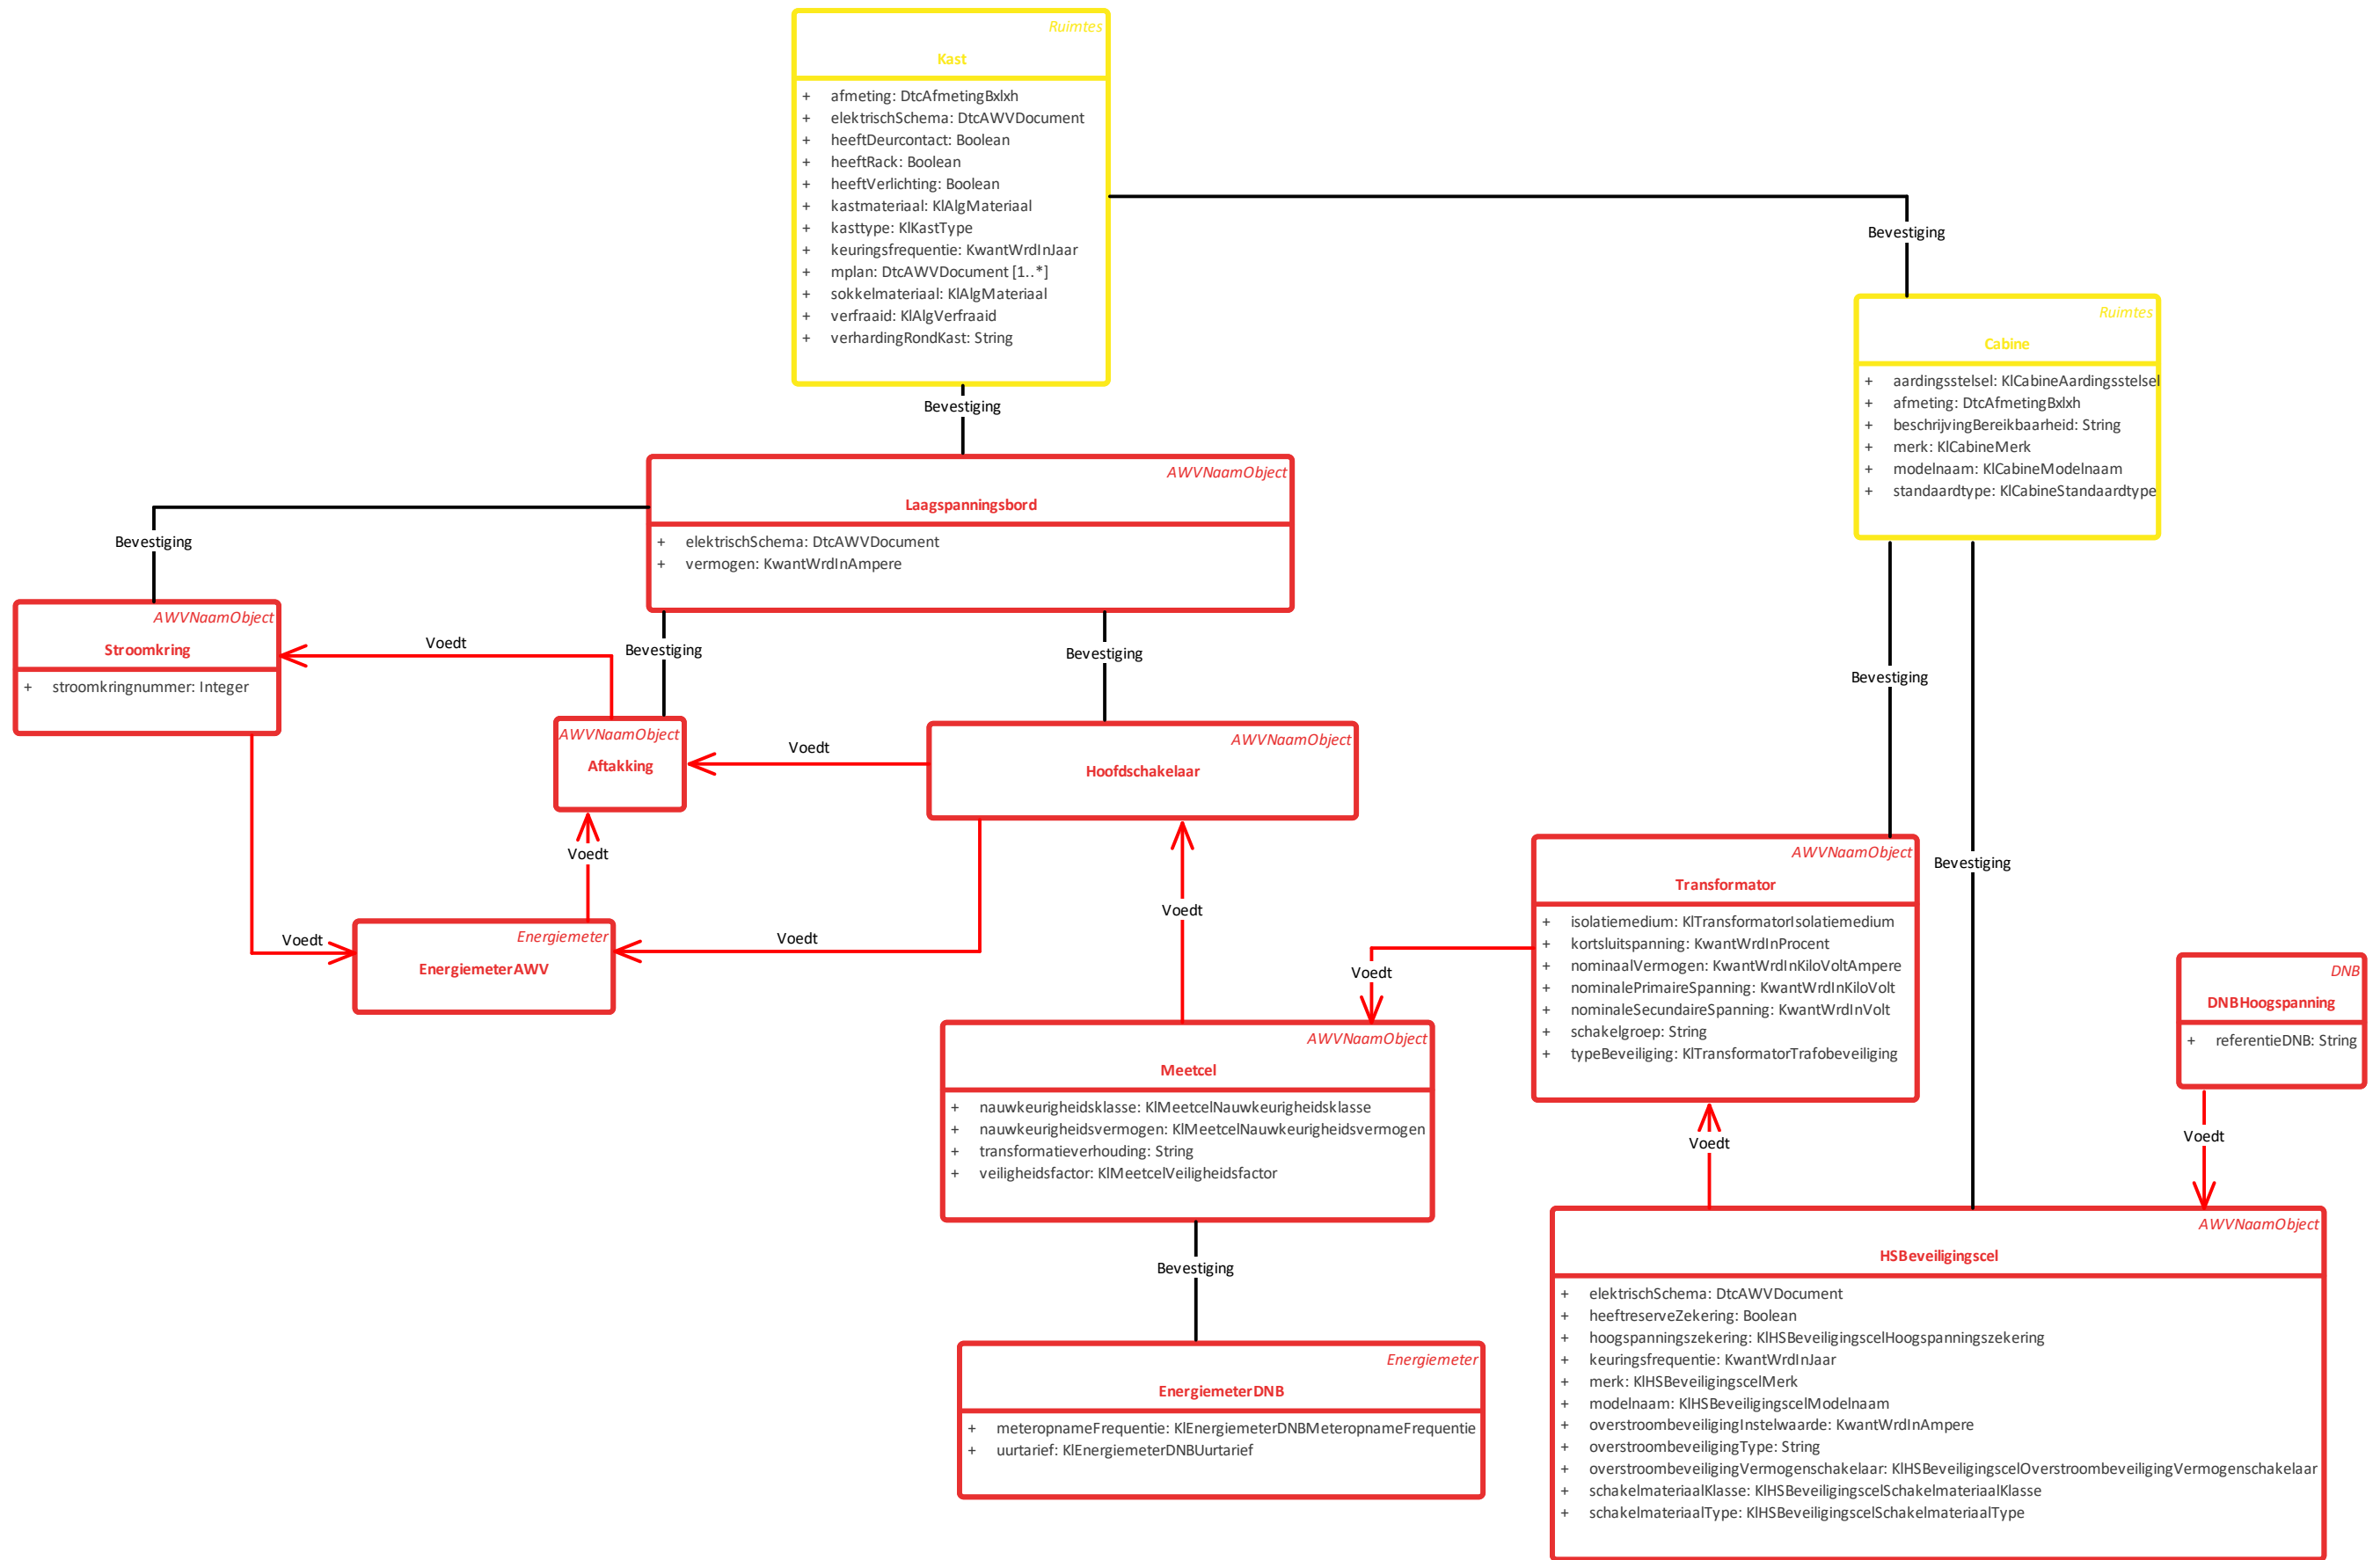 Ruimtes
Kast
+ afmeting: DtcAfmetingBxlxh
+ elektrischSchema: DtcAWVDocument
+ heeftDeurcontact: Boolean
+ heeftRack: Boolean
+ heeftVerlichting: Boolean
+ kastmateriaal: KlAlgMateriaal
+ kasttype: KlKastType
+ keuringsfrequentie: KwantWrdInJaar
+ mplan: DtcAWVDocument [1..*]
+ sokkelmateriaal: KlAlgMateriaal
+ verfraaid: KlAlgVerfraaid
+ verhardingRondKast: String
Bevestiging
Ruimtes
Cabine
+ aardingsstelsel: KlCabineAardingsstelsel
+ afmeting: DtcAfmetingBxlxh
+ beschrijvingBereikbaarheid: String
+ merk: KlCabineMerk
+ modelnaam: KlCabineModelnaam
+ standaardtype: KlCabineStandaardtype
Bevestiging
AWVNaamObject
Laagspanningsbord
+ elektrischSchema: DtcAWVDocument
+ vermogen: KwantWrdInAmpere
Bevestiging
AWVNaamObject
Stroomkring
+ stroomkringnummer: Integer
Voedt
Bevestiging
Bevestiging
Bevestiging
AWVNaamObject
Aftakking
Voedt
AWVNaamObject
Hoofdschakelaar
Voedt
Voedt
Voedt
Voedt
Energiemeter
EnergiemeterAWV
Bevestiging
AWVNaamObject
Transformator
+ isolatiemedium: KlTransformatorIsolatiemedium
+ kortsluitspanning: KwantWrdInProcent
+ nominaalVermogen: KwantWrdInKiloVoltAmpere
+ nominalePrimaireSpanning: KwantWrdInKiloVolt
+ nominaleSecundaireSpanning: KwantWrdInVolt
+ schakelgroep: String
+ typeBeveiliging: KlTransformatorTrafobeveiliging
Voedt
DNB
DNBHoogspanning
+ referentieDNB: String
AWVNaamObject
Meetcel
+ nauwkeurigheidsklasse: KlMeetcelNauwkeurigheidsklasse
+ nauwkeurigheidsvermogen: KlMeetcelNauwkeurigheidsvermogen
+ transformatieverhouding: String
+ veiligheidsfactor: KlMeetcelVeiligheidsfactor
Voedt
Voedt
Bevestiging
AWVNaamObject
HSBeveiligingscel
+ elektrischSchema: DtcAWVDocument
+ heeftreserveZekering: Boolean
+ hoogspanningszekering: KlHSBeveiligingscelHoogspanningszekering
+ keuringsfrequentie: KwantWrdInJaar
+ merk: KlHSBeveiligingscelMerk
+ modelnaam: KlHSBeveiligingscelModelnaam
+ overstroombeveiligingInstelwaarde: KwantWrdInAmpere
+ overstroombeveiligingType: String
+ overstroombeveiligingVermogenschakelaar: KlHSBeveiligingscelOverstroombeveiligingVermogenschakelaar
+ schakelmateriaalKlasse: KlHSBeveiligingscelSchakelmateriaalKlasse
+ schakelmateriaalType: KlHSBeveiligingscelSchakelmateriaalType
Energiemeter
EnergiemeterDNB
+ meteropnameFrequentie: KlEnergiemeterDNBMeteropnameFrequentie
+ uurtarief: KlEnergiemeterDNBUurtarief